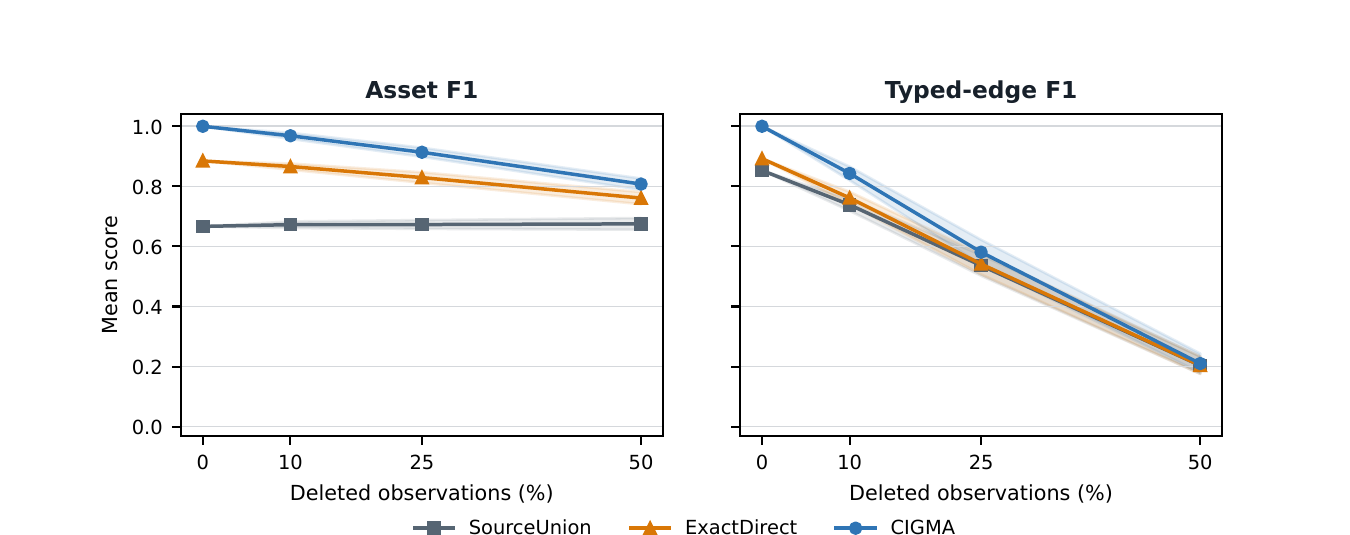 Asset F1
Typed-edge F1
Mean score
1.0
0.8
0.6
0.4
0.2
0.0
0 10 25 50
0 10 25 50
Deleted observations (%)
Deleted observations (%)
SourceUnion ExactDirect CIGMA